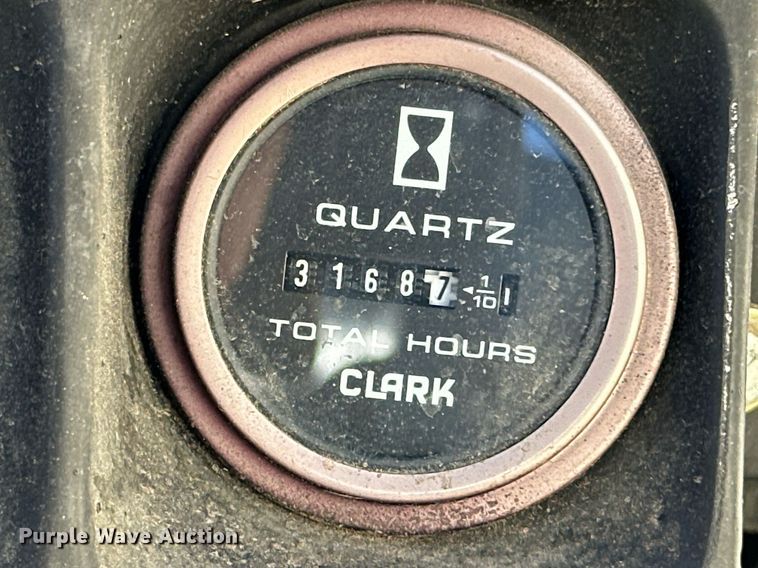 QUARTZ
3 1 6 8 7 ◄ 1/10
TOTAL HOURS
CLARK
Purple Wave Auction